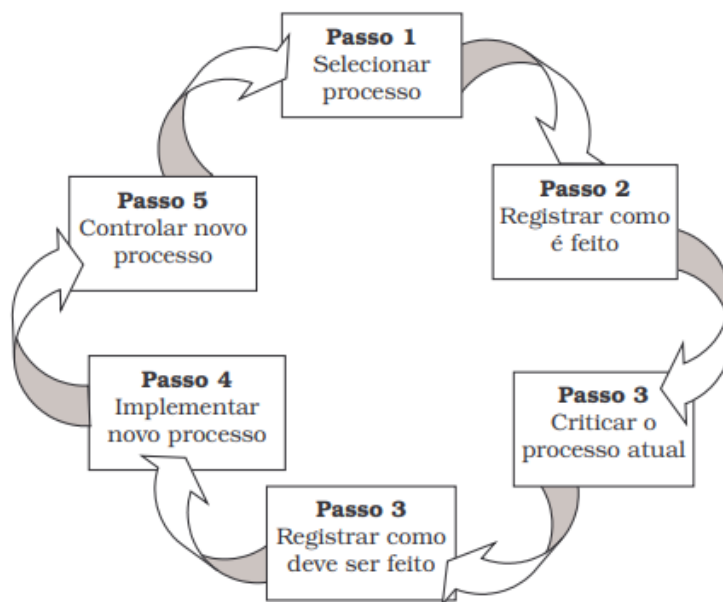 Passo 1
Selecionar
processo
Passo 2
Registrar como
é feito
Passo 3
Criticar o
processo atual
Passo 3
Registrar como
deve ser feito
Passo 4
Implementar
novo processo
Passo 5
Controlar novo
processo